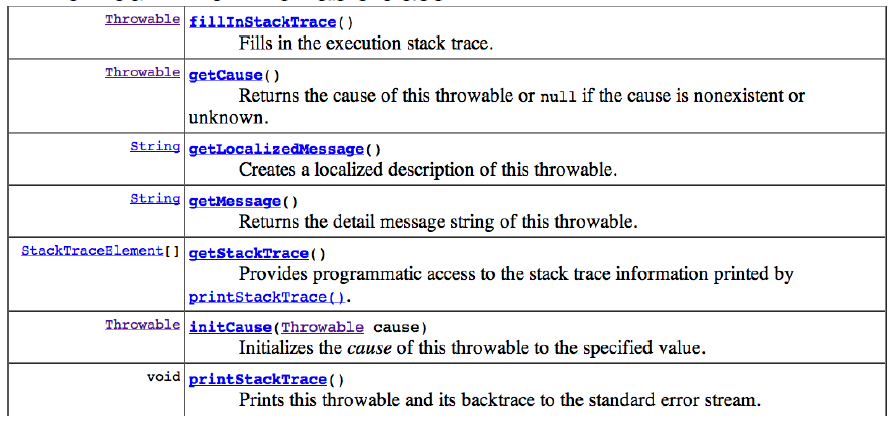 Throwable fillInStackTrace()
Fills in the execution stack trace.
Throwable getCause()
Returns the cause of this throwable or null if the cause is nonexistent or
unknown.
String getLocalizedMessage()
Creates a localized description of this throwable.
String getMessage()
Returns the detail message string of this throwable.
StackTraceElement[] getStackTrace()
Provides programmatic access to the stack trace information printed by
printStackTrace().
Throwable initCause(Throwable cause)
Initializes the cause of this throwable to the specified value.
void printStackTrace()
Prints this throwable and its backtrace to the standard error stream.